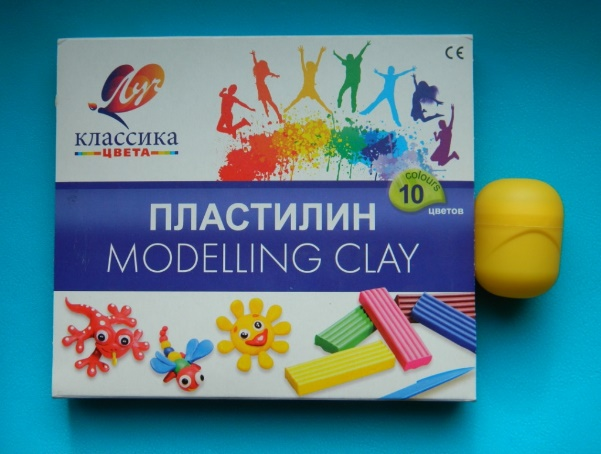 Луч
КЛАССИКА
ЦВЕТА
CE
colours
10
цветов
ПЛАСТИЛИН
MODELLING CLAY